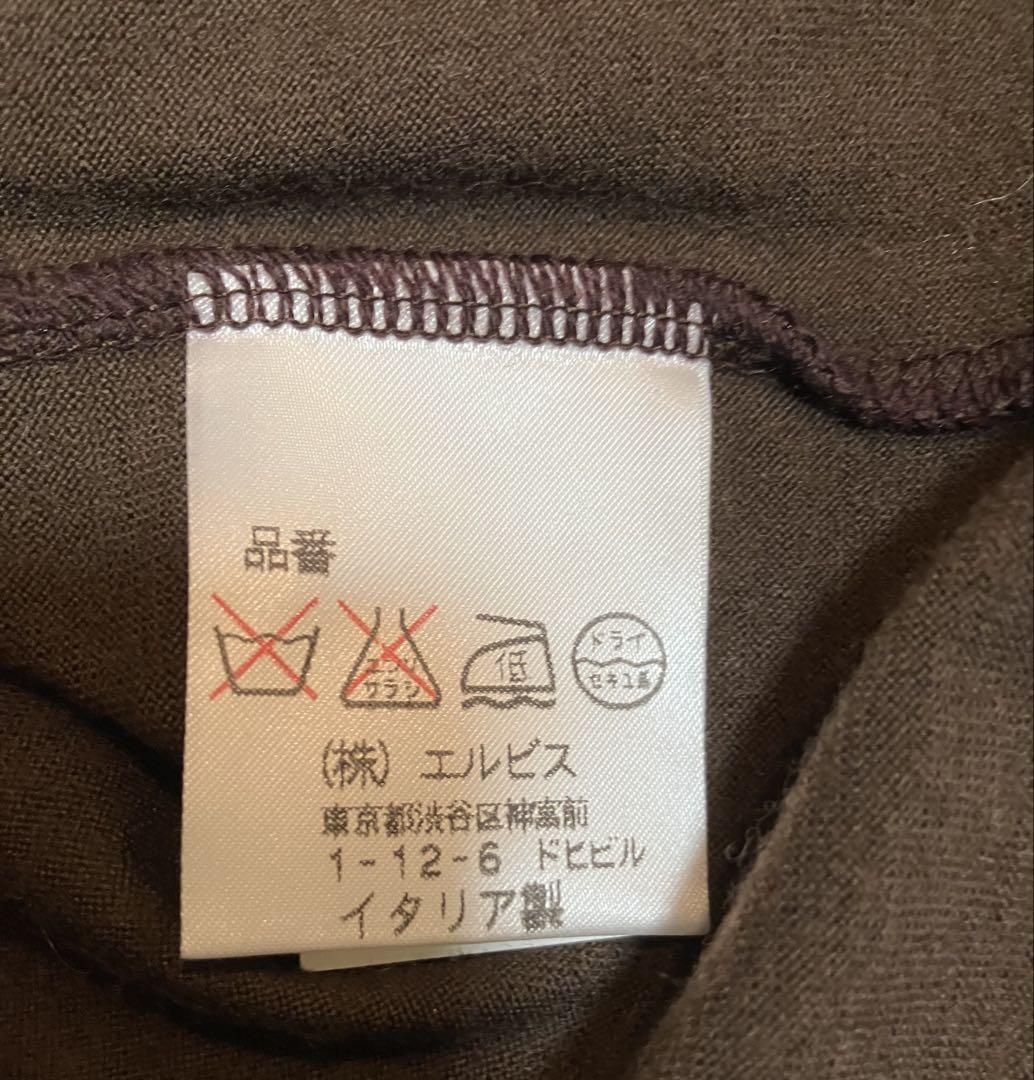 品番
エンソ
サラシ
低
ドライ
セキユ系
(株) エルビス
東京都渋谷区神宮前
1-12-6 ドヒビル
イタリア製